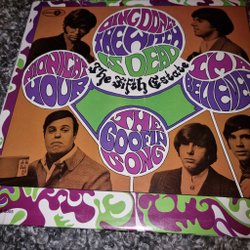 DING DONG
THE WITCH
IS DEAD
The Fifth Estate
MIDNIGHT
HOUR
I'M A
BELIEVER
THE
GOOFIN'
SONG